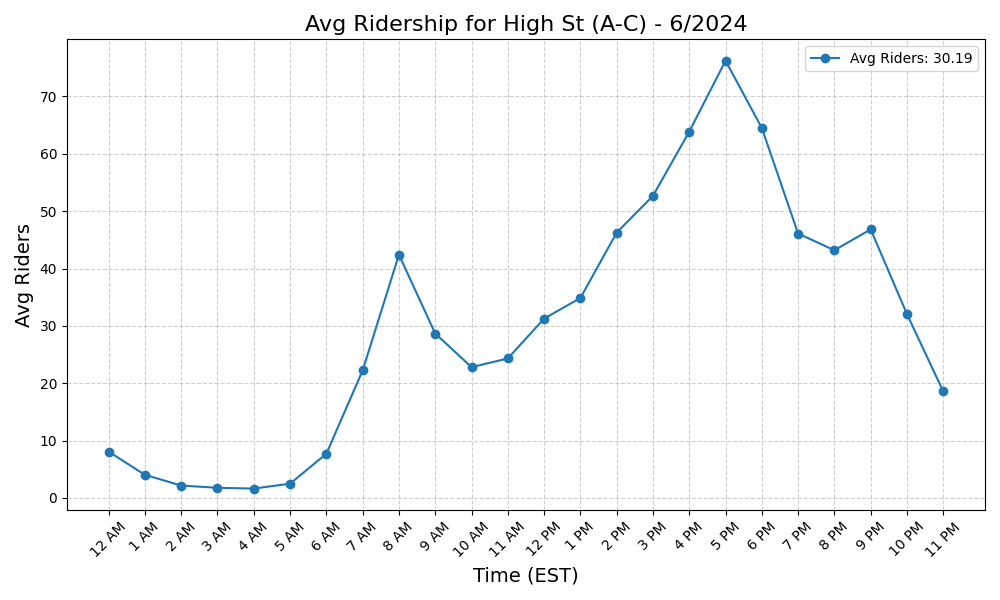 Avg Ridership for High St (A-C) - 6/2024
Avg Riders: 30.19
Avg Riders
70
60
50
40
30
20
10
0
12 AM
1 AM
2 AM
3 AM
4 AM
5 AM
6 AM
7 AM
8 AM
9 AM
10 AM
11 AM
12 PM
1 PM
2 PM
3 PM
4 PM
5 PM
6 PM
7 PM
8 PM
9 PM
10 PM
11 PM
Time (EST)